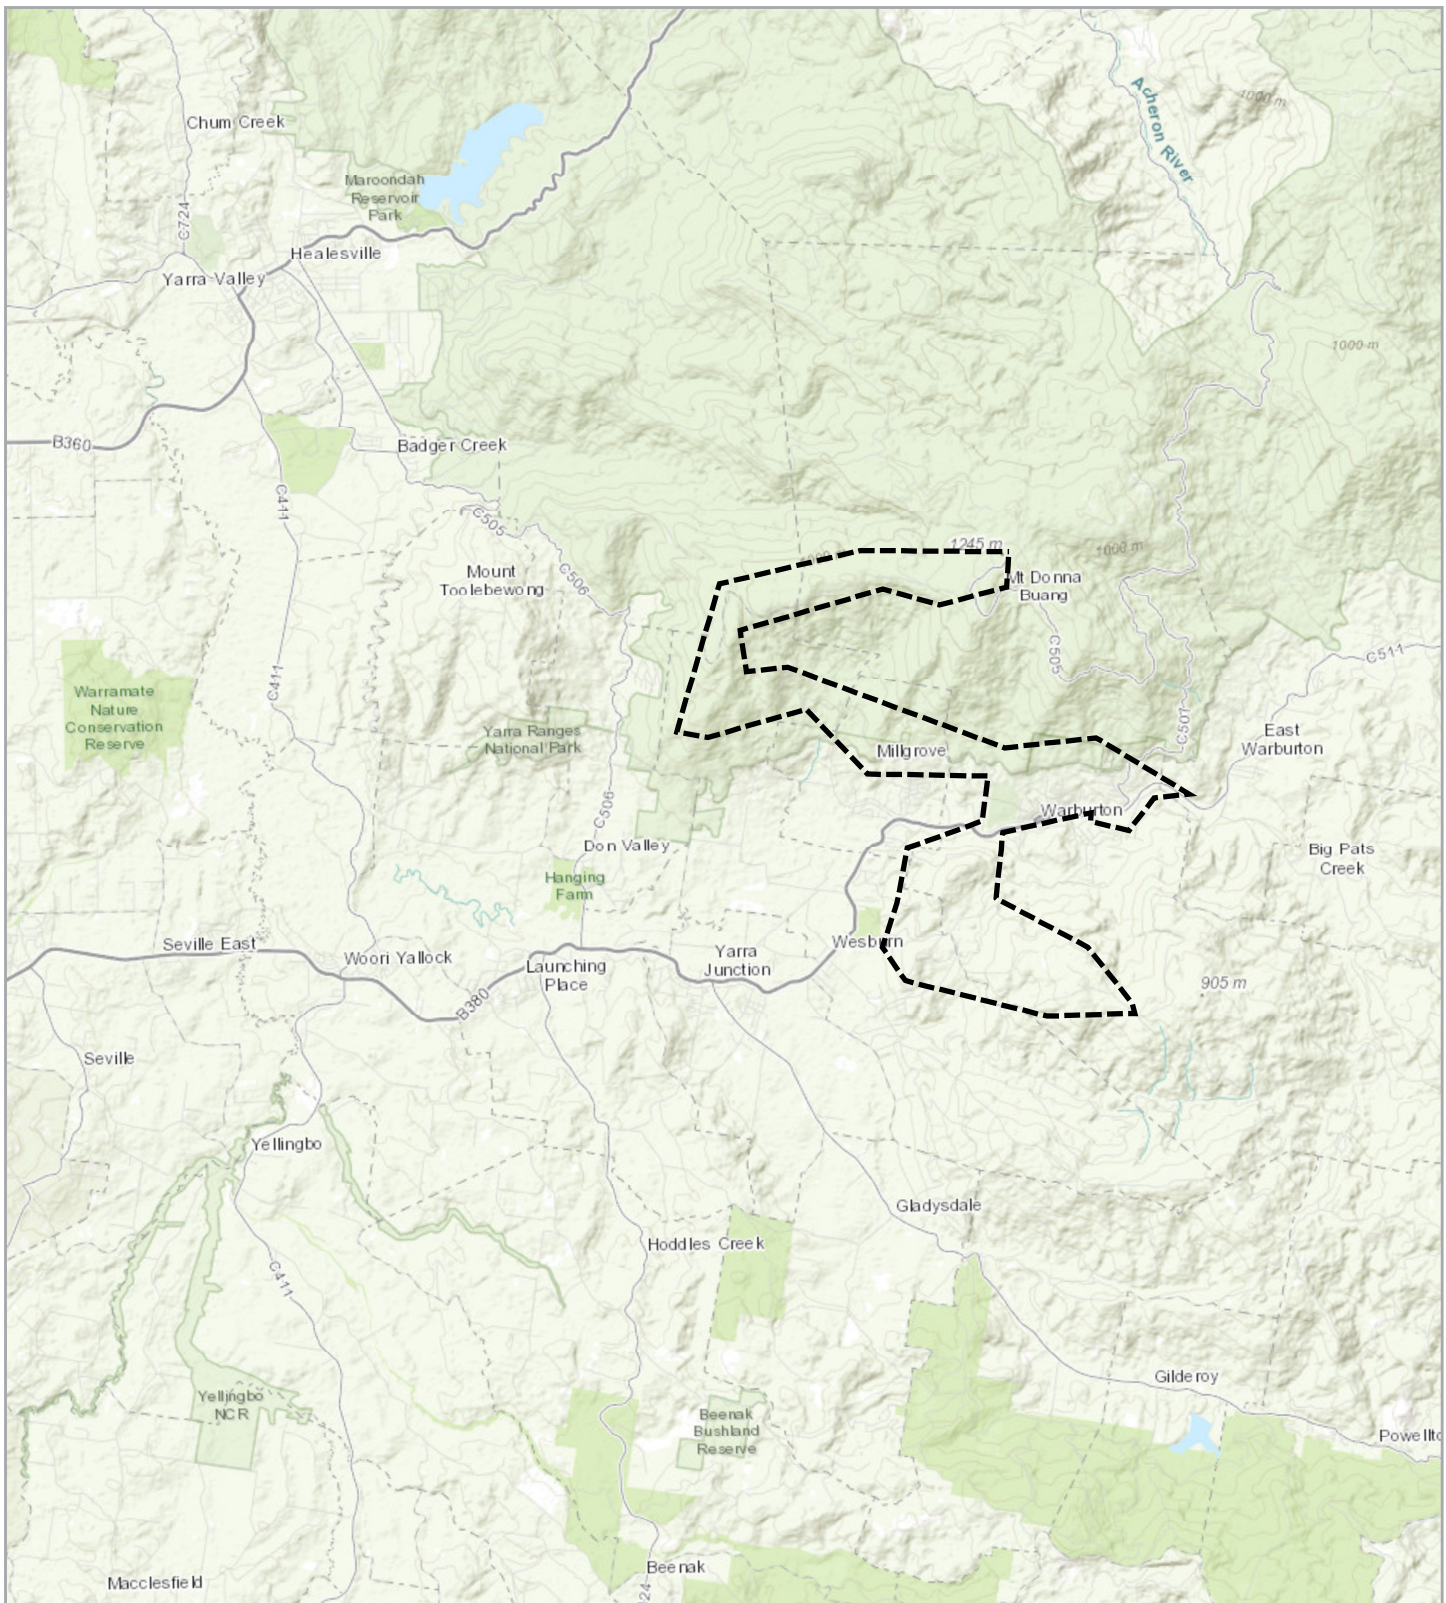 Acheron River
1000 m
Chum Creek
Maroondah
Reservoir
Park
C724
Healesville
Yarra Valley
1000 m
B360
Badger Creek
C411
C505
1245 m
1000 m
Mount
Toolebewong
C506
Mt Donna
Buang
C505
C511
C411
Warramate
Nature
Conservation
Reserve
Yarra Ranges
National Park
C507
East
Warburton
Millgrove
C506
Warburton
Don Valley
Big Pats
Creek
Hanging
Farm
Seville East
Woori Yallock
Wesburn
Yarra
Junction
Launching
Place
905 m
B380
Seville
Yellingbo
Gladysdale
Hoddles Creek
C411
Gilderoy
Yellingbo
NCR
Beenak
Bushland
Reserve
Powellto
Beenak
Macclesfield
24